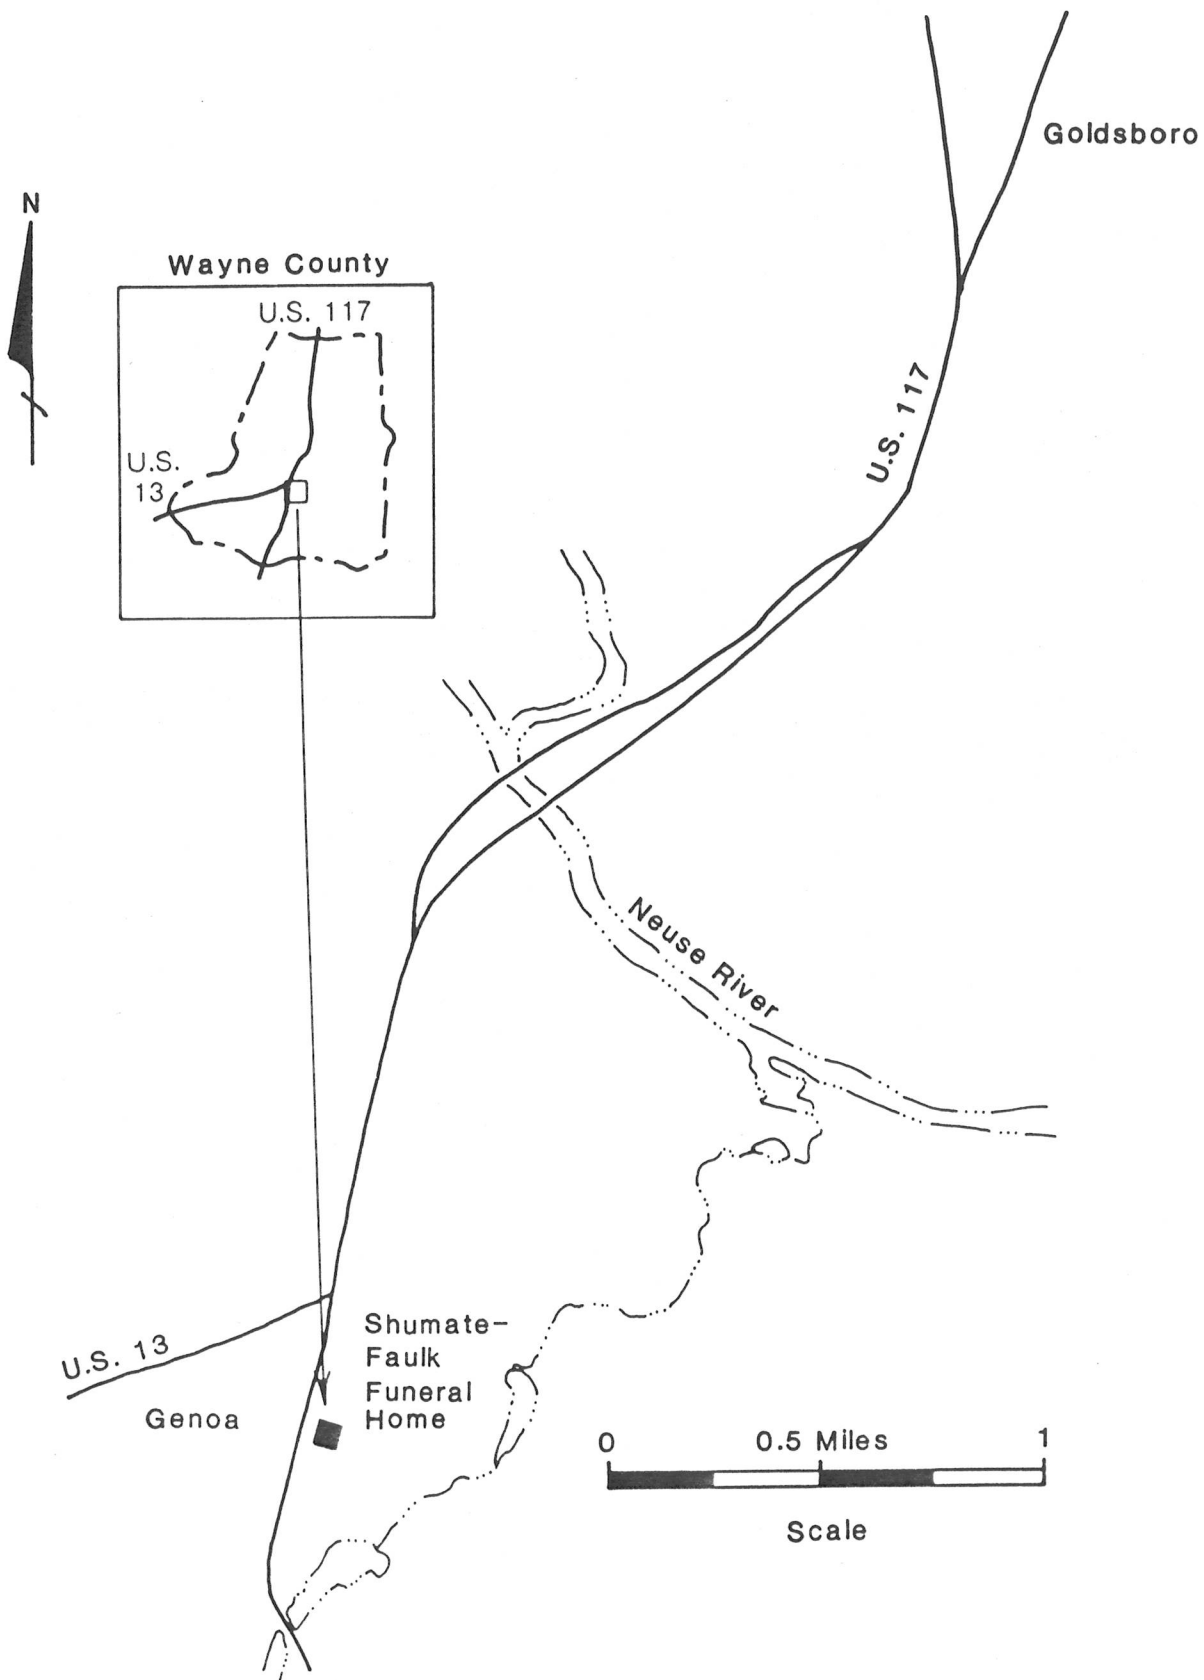 Goldsboro
N
Wayne County
U.S. 117
U.S.
13
U.S. 117
Neuse River
U.S. 13
Genoa
Shumate-
Faulk
Funeral
Home
0 0.5 Miles 1
Scale